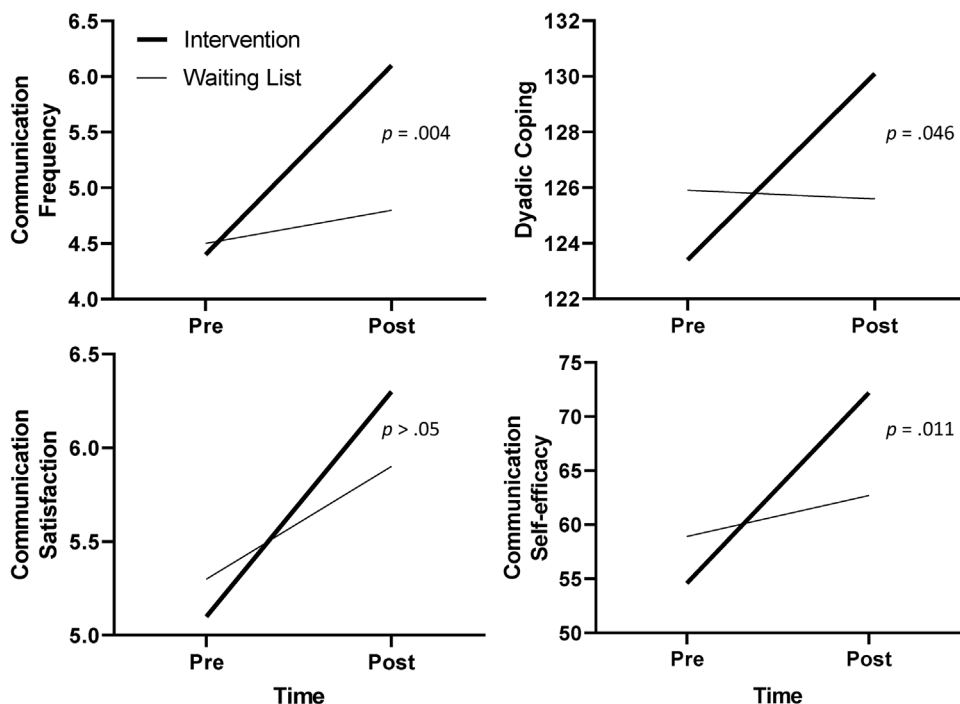 6.5
6.0
5.5
5.0
4.5
4.0
Communication
Frequency
Intervention
Waiting List
p = .004
Pre
Post
132
130
128
126
124
122
Dyadic Coping
p = .046
Pre
Post
6.5
6.0
5.5
5.0
Communication
Satisfaction
p > .05
Pre
Post
Time
75
70
65
60
55
50
Communication
Self-efficacy
p = .011
Pre
Post
Time